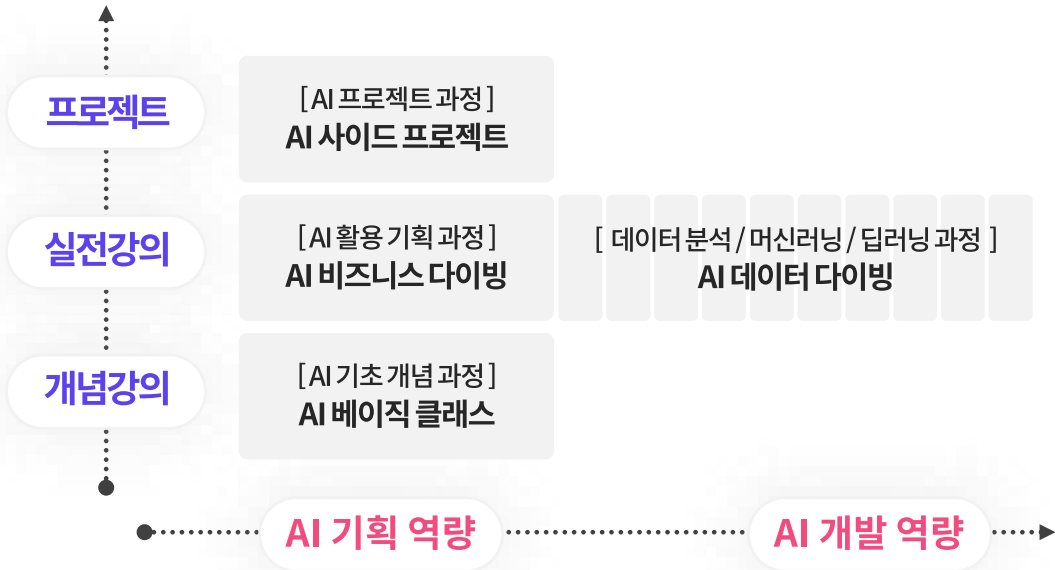 프로젝트
[AI 프로젝트 과정]
AI 사이드 프로젝트
실전강의
[AI 활용 기획 과정]
AI 비즈니스 다이빙
[ 데이터 분석 / 머신러닝 / 딥러닝 과정 ]
AI 데이터 다이빙
개념강의
[AI 기초 개념 과정]
AI 베이직 클래스
AI 기획 역량
AI 개발 역량